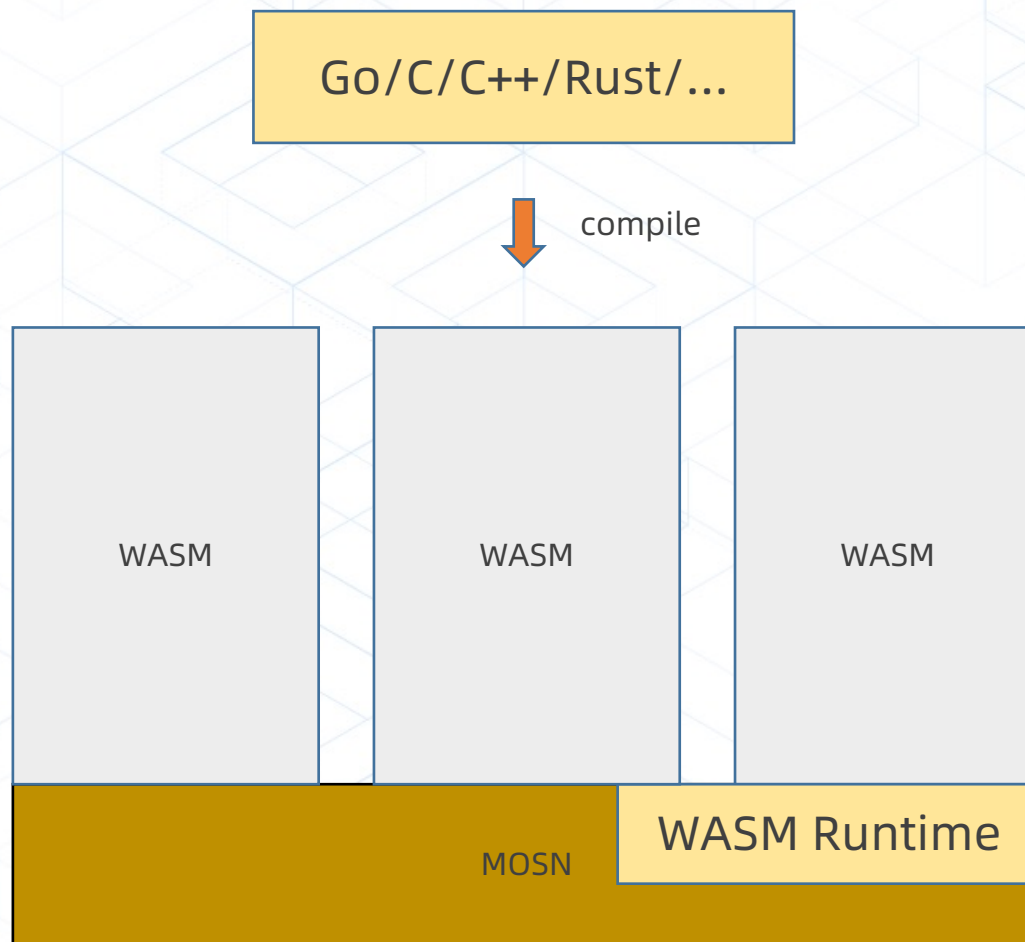 Go/C/C++/Rust/...
compile
WASM
WASM
WASM
WASM Runtime
MOSN